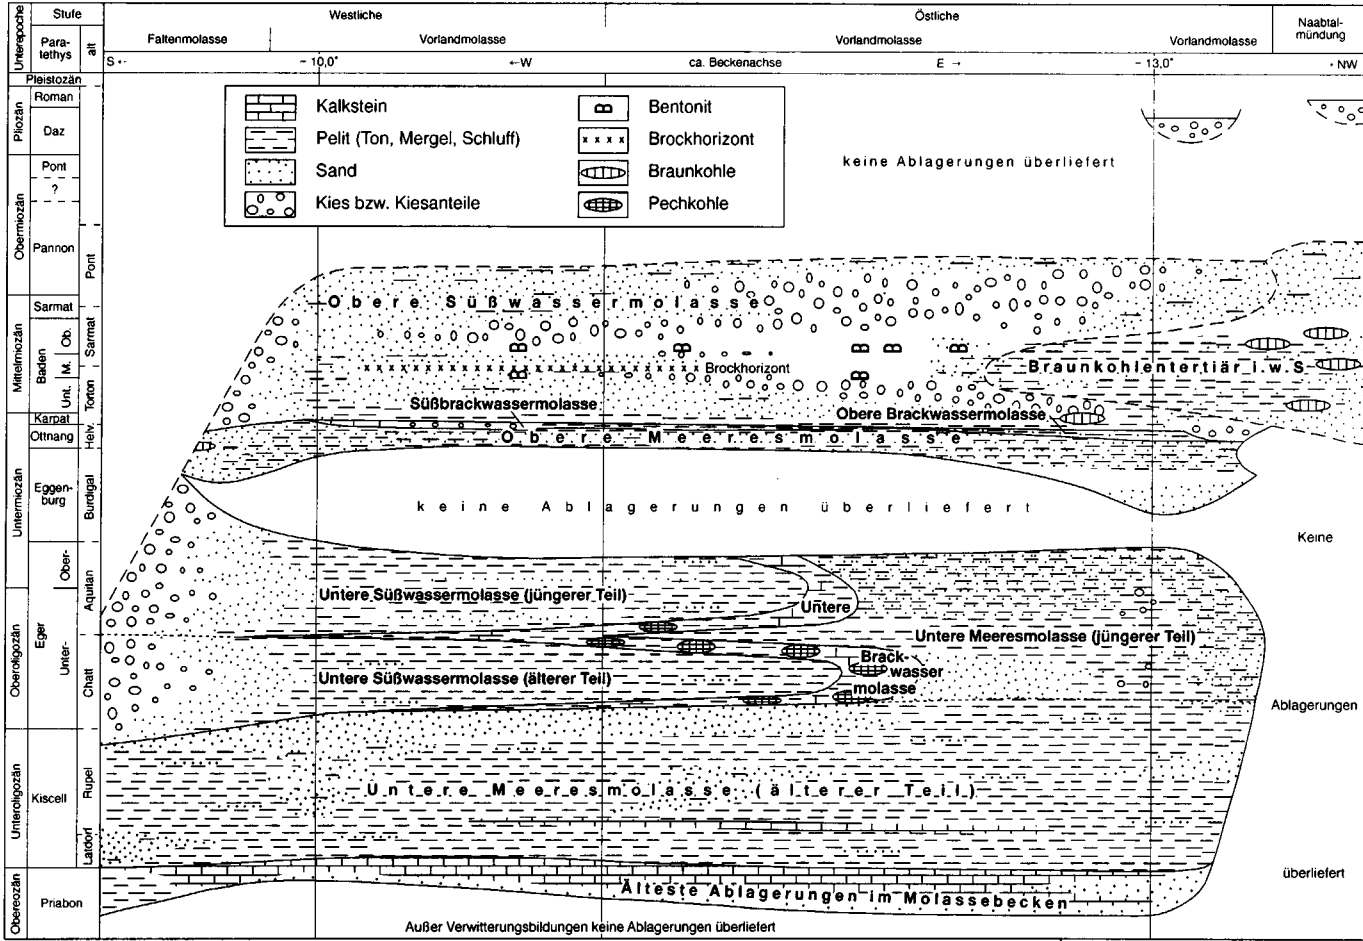 Unterepoche
Stufe
Para-
tethys
alt
Westliche
Östliche
Naabtal-
mündung
Faltenmolasse
Vorlandmolasse
Vorlandmolasse
Vorlandmolasse
S ←
~ 10,0°
←W
ca. Beckenachse
E →
~13,0°
NW
Pleistozän
Pliozän
Roman
Daz
Obermiozän
Pont
?
Pannon
Pont
Mittelmiozän
Sarmat
Baden
Ob.
M.
Unt.
Sarmat
Torton
Untermiozän
Karpat
Ottnang
Helv.
Eggen-
burg
Burdigal
Oberoligozän
Eger
Ober-
Unter-
Aquitan
Chatt
Unteroligozän
Kiscell
Rupel
Latdorf
Obereozän
Priabon
Kalkstein
Pelit (Ton, Mergel, Schluff)
Sand
Kies bzw. Kiesanteile
Bentonit
Brockhorizont
Braunkohle
Pechkohle
keine Ablagerungen überliefert
Obere Süßwassermolasse
Brockhorizont
Braunkohlentertiär i.w.S
Süßbrackwassermolasse
Obere Brackwassermolasse
Obere Meeresmolasse
keine Ablagerungen überliefert
Keine
Untere Süßwassermolasse (jüngerer Teil)
Untere
Untere Meeresmolasse (jüngerer Teil)
Brack-
wasser
molasse
Untere Süßwassermolasse (älterer Teil)
Ablagerungen
Untere Meeresmolasse (älterer Teil)
überliefert
Älteste Ablagerungen im Molassebecken
Außer Verwitterungsbildungen keine Ablagerungen überliefert